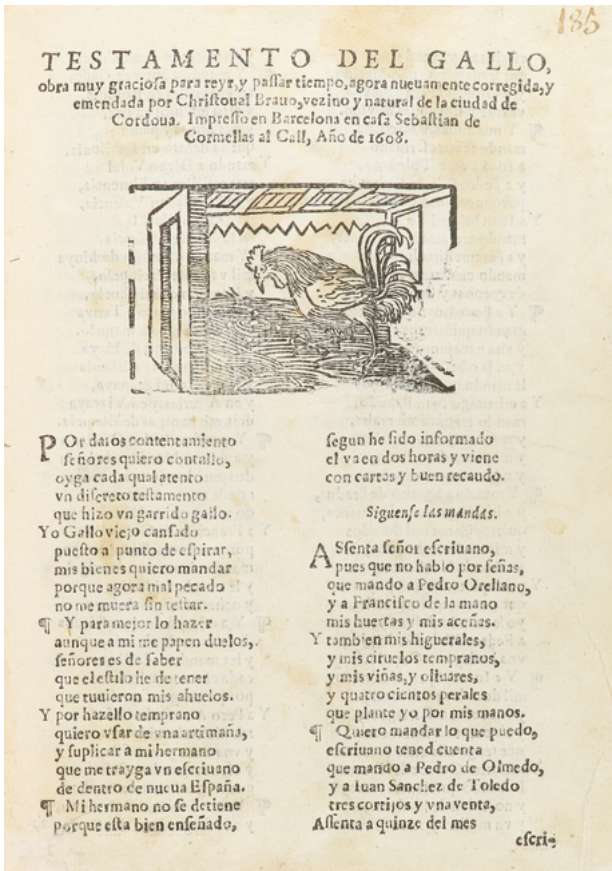 185
TESTAMENTO DEL GALLO,
obra muy graciosa para reyr, y passar tiempo, agora nueuamente corregida, y
emendada por Christoual Brauo, vezino y natural de la ciudad de
Cordoua. Impresso en Barcelona en casa Sebastian de
Cormellas al Call, Año de 1608.
POr daros contentamiento
señores quiero contallo,
oyga cada qual atento
vn discreto testamento
que hizo vn garrido gallo.
Yo Gallo viejo cansado
puesto a punto de espirar,
mis bienes quiero mandar
porque agora mal pecado
no me muera sin testar.
¶ Y para mejor lo hazer
aunque a mi me papen duelos,
señores es de saber
que el estilo he de tener
que tuuieron mis ahuelos.
Y por hazello temprano
quiero vsar de vna artimaña,
y suplicar a mi hermano
que me trayga vn escriuano
de dentro de nueua España.
¶ Mi hermano no se detiene
porque esta bien enseñado,
segun he sido informado
el va en dos horas y viene
con cartas y buen recaudo.
Siguense las mandas.
ASsenta señor escriuano,
pues que no hablo por señas,
que mando a Pedro Orellano,
y a Francisco de la mano
mis huertas y mis aceñas.
Y tambien mis higuerales,
y mis ciruelos tempranos,
y mis viñas, y oliuares,
y quatrocientos perales
que plante yo por mis manos.
¶ Quiero mandar lo que puedo,
escriuano tened cuenta
que mando a Pedro de Olmedo,
y a Iuan Sanchez de Toledo
tres cortijos y vna venta,
Assenta a quinze del mes
escri-